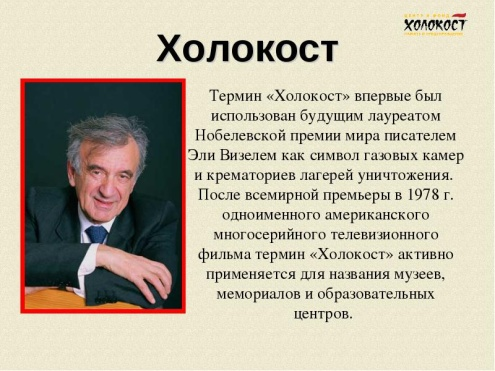 ХОЛОКОСТ
Холокост
Термин «Холокост» впервые был
использован будущим лауреатом
Нобелевской премии мира писателем
Эли Визелем как символ газовых камер
и крематориев лагерей уничтожения.
После всемирной премьеры в 1978 г.
одноименного американского
многосерийного телевизионного
фильма термин «Холокост» активно
применяется для названия музеев,
мемориалов и образовательных
центров.